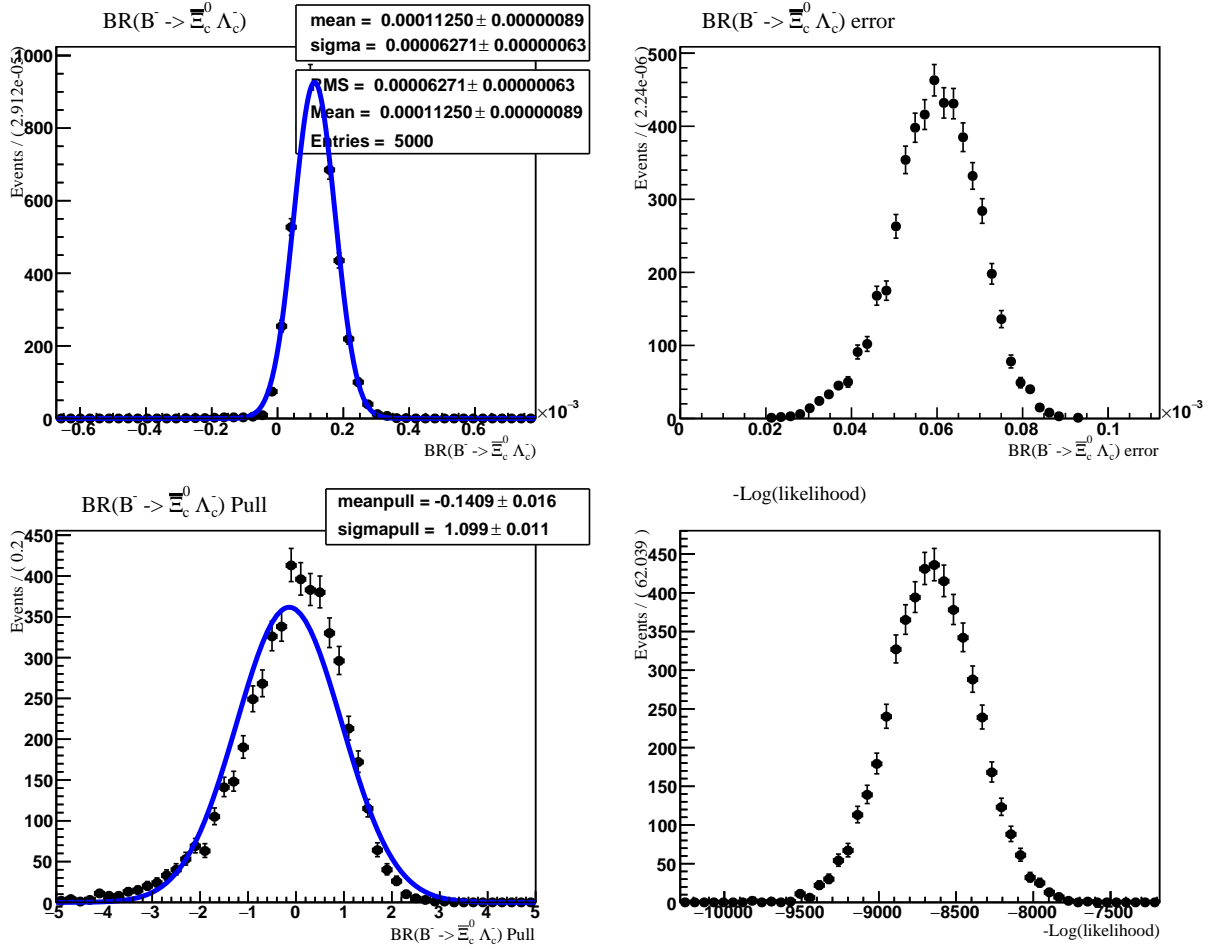 BR(B⁻ -> Ξ̅c⁰ Λc⁻)
mean = 0.00011250 ± 0.00000089
sigma = 0.00006271 ± 0.00000063
RMS = 0.00006271 ± 0.00000063
Mean = 0.00011250 ± 0.00000089
Entries = 5000
Events / ( 2.912e-05 )
1000
800
600
400
200
0
−0.6 −0.4 −0.2 0 0.2 0.4 0.6
×10⁻³
BR(B⁻ -> Ξ̅c⁰ Λc⁻)
BR(B⁻ -> Ξ̅c⁰ Λc⁻) error
Events / ( 2.24e-06 )
500
400
300
200
100
0
0 0.02 0.04 0.06 0.08 0.1
×10⁻³
BR(B⁻ -> Ξ̅c⁰ Λc⁻) error
BR(B⁻ -> Ξ̅c⁰ Λc⁻) Pull
meanpull = -0.1409 ± 0.016
sigmapull = 1.099 ± 0.011
Events / ( 0.2 )
450
400
350
300
250
200
150
100
50
0
−5 −4 −3 −2 −1 0 1 2 3 4 5
BR(B⁻ -> Ξ̅c⁰ Λc⁻) Pull
-Log(likelihood)
Events / ( 62.039 )
450
400
350
300
250
200
150
100
50
0
−10000 −9500 −9000 −8500 −8000 −7500
-Log(likelihood)